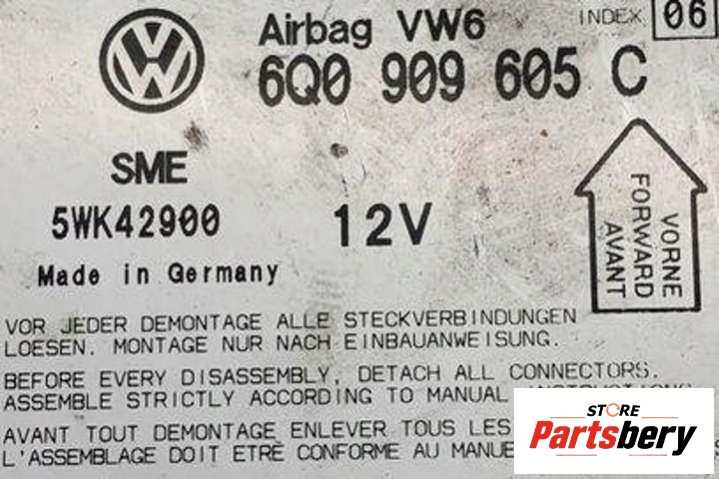 Airbag VW6
INDEX 06
6Q0 909 605 C
SME
5WK42900
12V
Made in Germany
VORNE
FORWARD
AVANT
VOR JEDER DEMONTAGE ALLE STECKVERBINDUNGEN
LOESEN. MONTAGE NUR NACH EINBAUANWEISUNG.
BEFORE EVERY DISASSEMBLY, DETACH ALL CONNECTORS.
ASSEMBLE STRICTLY ACCORDING TO MANUAL INSTRUCTIONS
AVANT TOUT DEMONTAGE ENLEVER TOUS LES
L'ASSEMBLAGE DOIT ETRE CONFORME AU
STORE
Partsbery